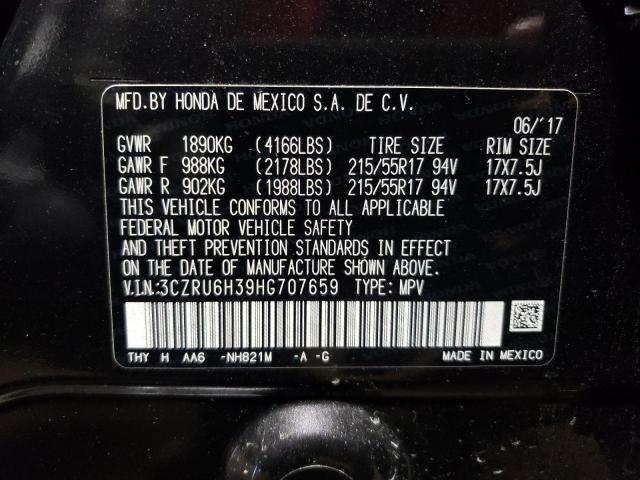 MFD.BY HONDA DE MEXICO S.A. DE C.V.
06/'17
GVWR 1890KG (4166LBS) TIRE SIZE RIM SIZE
GAWR F 988KG (2178LBS) 215/55R17 94V 17X7.5J
GAWR R 902KG (1988LBS) 215/55R17 94V 17X7.5J
THIS VEHICLE CONFORMS TO ALL APPLICABLE
FEDERAL MOTOR VEHICLE SAFETY
AND THEFT PREVENTION STANDARDS IN EFFECT
ON THE DATE OF MANUFACTURE SHOWN ABOVE.
V.I.N:3CZRU6H39HG707659 TYPE: MPV
THY H AA6 -NH821M -A -G MADE IN MEXICO